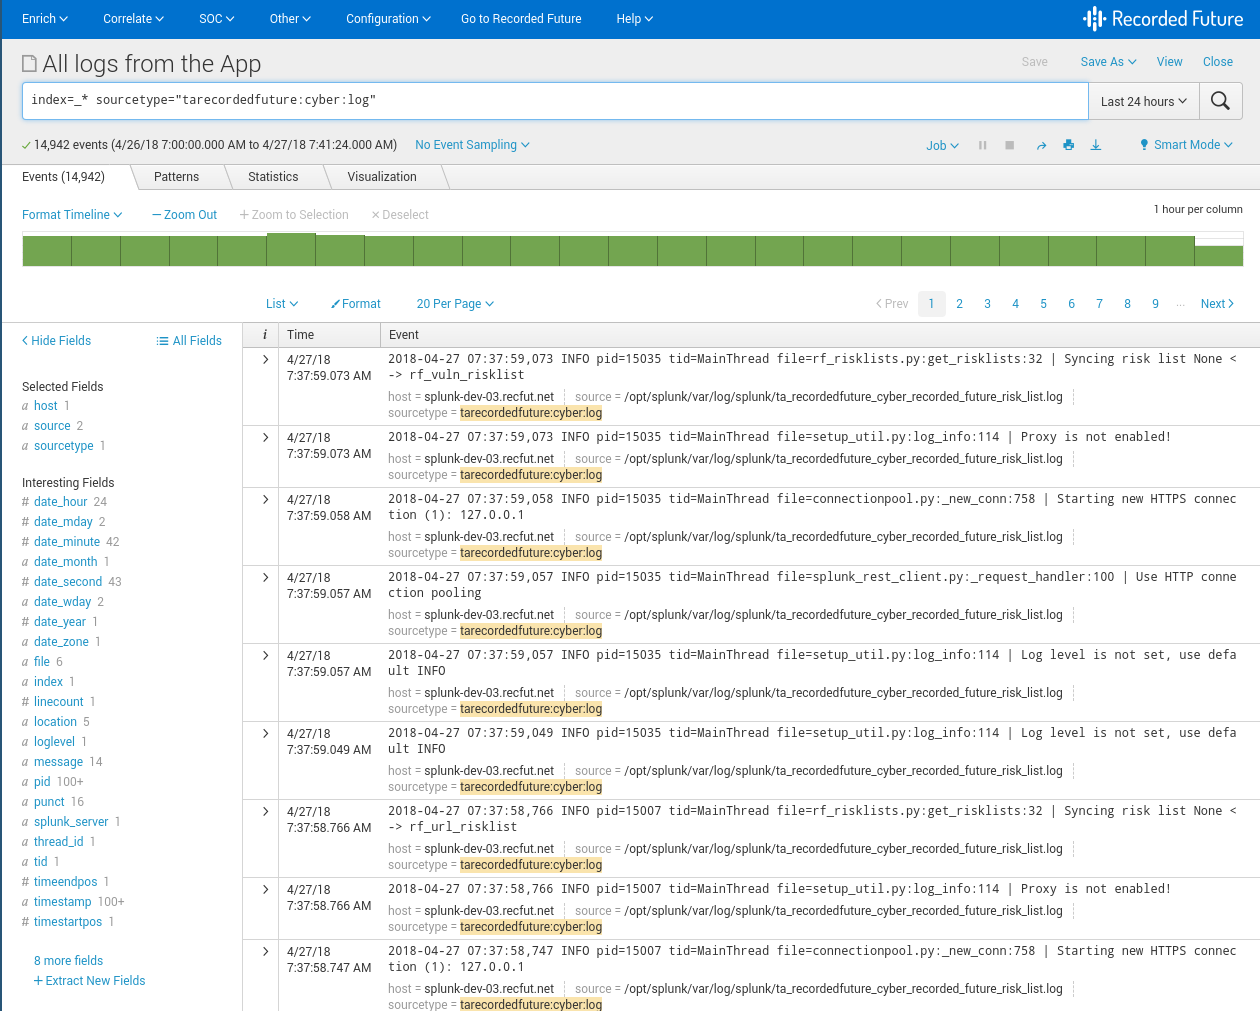 Enrich Correlate SOC Other Configuration Go to Recorded Future Help Recorded Future
All logs from the App
Save Save As View Close
index=_* sourcetype="tarecordedfuture:cyber:log"
Last 24 hours
14,942 events (4/26/18 7:00:00.000 AM to 4/27/18 7:41:24.000 AM) No Event Sampling
Job Smart Mode
Events (14,942) Patterns Statistics Visualization
Format Timeline — Zoom Out + Zoom to Selection × Deselect
1 hour per column
List Format 20 Per Page
< Prev 1 2 3 4 5 6 7 8 9 ... Next >
< Hide Fields All Fields
Selected Fields
a host 1
a source 2
a sourcetype 1
Interesting Fields
# date_hour 24
# date_mday 2
# date_minute 42
a date_month 1
# date_second 43
a date_wday 2
# date_year 1
a date_zone 1
a file 6
a index 1
# linecount 1
a location 5
a loglevel 1
a message 14
a pid 100+
a punct 16
a splunk_server 1
a thread_id 1
a tid 1
# timeendpos 1
a timestamp 100+
# timestartpos 1
8 more fields
+ Extract New Fields
i Time Event
4/27/18
7:37:59.073 AM
2018-04-27 07:37:59,073 INFO pid=15035 tid=MainThread file=rf_risklists.py:get_risklists:32 | Syncing risk list None <
-> rf_vuln_risklist
host = splunk-dev-03.recfut.net source = /opt/splunk/var/log/splunk/ta_recordedfuture_cyber_recorded_future_risk_list.log
sourcetype = tarecordedfuture:cyber:log
4/27/18
7:37:59.073 AM
2018-04-27 07:37:59,073 INFO pid=15035 tid=MainThread file=setup_util.py:log_info:114 | Proxy is not enabled!
host = splunk-dev-03.recfut.net source = /opt/splunk/var/log/splunk/ta_recordedfuture_cyber_recorded_future_risk_list.log
sourcetype = tarecordedfuture:cyber:log
4/27/18
7:37:59.058 AM
2018-04-27 07:37:59,058 INFO pid=15035 tid=MainThread file=connectionpool.py:_new_conn:758 | Starting new HTTPS connec
tion (1): 127.0.0.1
host = splunk-dev-03.recfut.net source = /opt/splunk/var/log/splunk/ta_recordedfuture_cyber_recorded_future_risk_list.log
sourcetype = tarecordedfuture:cyber:log
4/27/18
7:37:59.057 AM
2018-04-27 07:37:59,057 INFO pid=15035 tid=MainThread file=splunk_rest_client.py:_request_handler:100 | Use HTTP conne
ction pooling
host = splunk-dev-03.recfut.net source = /opt/splunk/var/log/splunk/ta_recordedfuture_cyber_recorded_future_risk_list.log
sourcetype = tarecordedfuture:cyber:log
4/27/18
7:37:59.057 AM
2018-04-27 07:37:59,057 INFO pid=15035 tid=MainThread file=setup_util.py:log_info:114 | Log level is not set, use defa
ult INFO
host = splunk-dev-03.recfut.net source = /opt/splunk/var/log/splunk/ta_recordedfuture_cyber_recorded_future_risk_list.log
sourcetype = tarecordedfuture:cyber:log
4/27/18
7:37:59.049 AM
2018-04-27 07:37:59,049 INFO pid=15035 tid=MainThread file=setup_util.py:log_info:114 | Log level is not set, use defa
ult INFO
host = splunk-dev-03.recfut.net source = /opt/splunk/var/log/splunk/ta_recordedfuture_cyber_recorded_future_risk_list.log
sourcetype = tarecordedfuture:cyber:log
4/27/18
7:37:58.766 AM
2018-04-27 07:37:58,766 INFO pid=15007 tid=MainThread file=rf_risklists.py:get_risklists:32 | Syncing risk list None <
-> rf_url_risklist
host = splunk-dev-03.recfut.net source = /opt/splunk/var/log/splunk/ta_recordedfuture_cyber_recorded_future_risk_list.log
sourcetype = tarecordedfuture:cyber:log
4/27/18
7:37:58.766 AM
2018-04-27 07:37:58,766 INFO pid=15007 tid=MainThread file=setup_util.py:log_info:114 | Proxy is not enabled!
host = splunk-dev-03.recfut.net source = /opt/splunk/var/log/splunk/ta_recordedfuture_cyber_recorded_future_risk_list.log
sourcetype = tarecordedfuture:cyber:log
4/27/18
7:37:58.747 AM
2018-04-27 07:37:58,747 INFO pid=15007 tid=MainThread file=connectionpool.py:_new_conn:758 | Starting new HTTPS connec
tion (1): 127.0.0.1
host = splunk-dev-03.recfut.net source = /opt/splunk/var/log/splunk/ta_recordedfuture_cyber_recorded_future_risk_list.log
sourcetype = tarecordedfuture:cyber:log